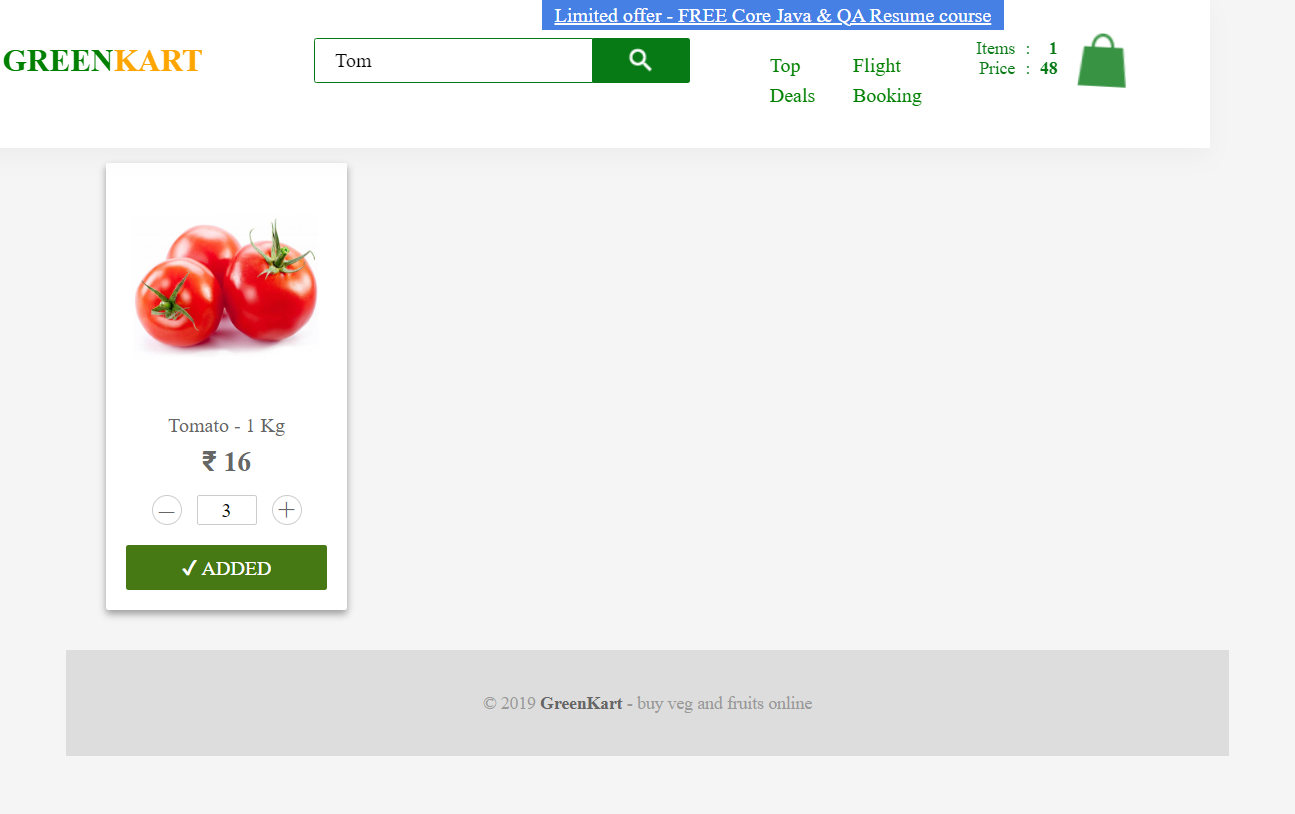 Limited offer - FREE Core Java & QA Resume course
GREENKART
Tom
Top
Deals
Flight
Booking
Items : 1
Price : 48
Tomato - 1 Kg
₹ 16
– 3 +
✓ ADDED
© 2019 GreenKart - buy veg and fruits online